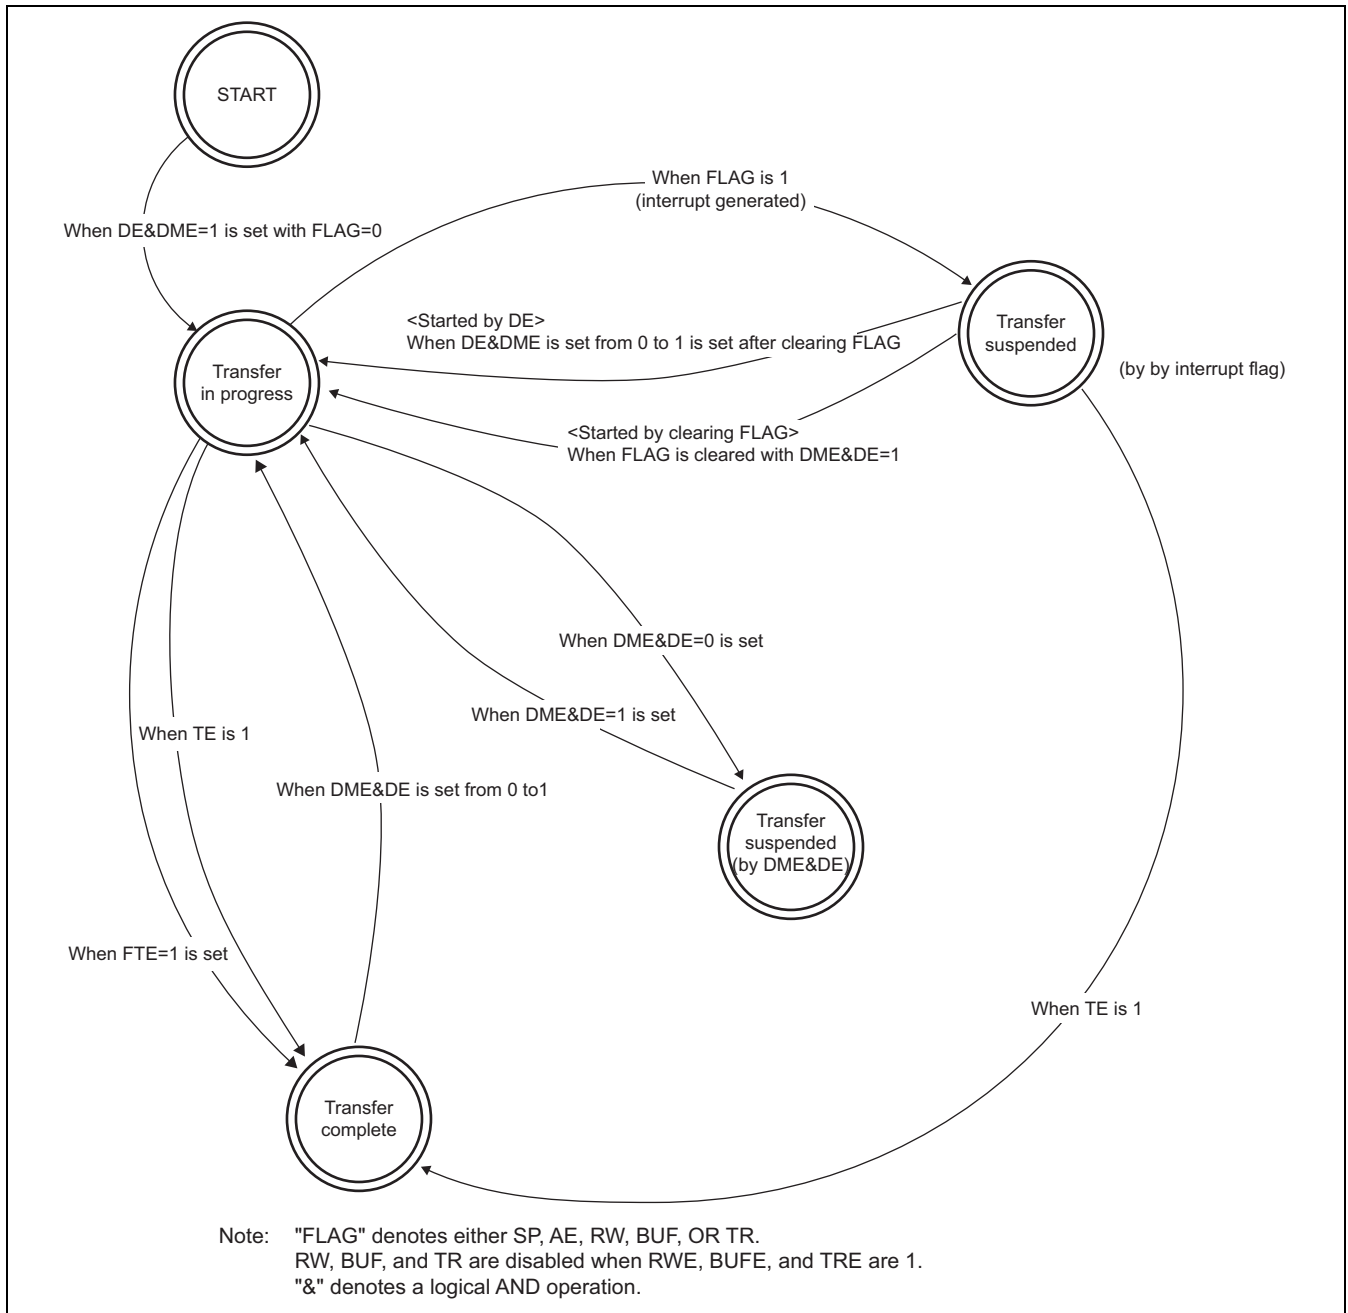 START
When FLAG is 1
(interrupt generated)
When DE&DME=1 is set with FLAG=0
<Started by DE>
When DE&DME is set from 0 to 1 is set after clearing FLAG
Transfer
suspended
(by by interrupt flag)
Transfer
in progress
<Started by clearing FLAG>
When FLAG is cleared with DME&DE=1
When DME&DE=0 is set
When DME&DE=1 is set
When TE is 1
When DME&DE is set from 0 to1
Transfer
suspended
(by DME&DE)
When FTE=1 is set
When TE is 1
Transfer
complete
Note: "FLAG" denotes either SP, AE, RW, BUF, OR TR.
RW, BUF, and TR are disabled when RWE, BUFE, and TRE are 1.
"&" denotes a logical AND operation.